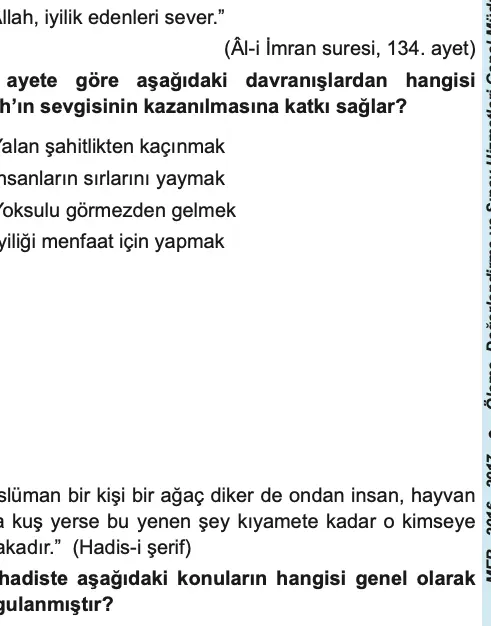 Allah, iyilik edenleri sever.”
(Âl-i İmran suresi, 134. ayet)
ayete göre aşağıdaki davranışlardan hangisi
h’ın sevgisinin kazanılmasına katkı sağlar?
Yalan şahitlikten kaçınmak
nsanların sırlarını yaymak
Yoksulu görmezden gelmek
yiliği menfaat için yapmak
slüman bir kişi bir ağaç diker de ondan insan, hayvan
a kuş yerse bu yenen şey kıyamete kadar o kimseye
akadır.” (Hadis-i şerif)
hadiste aşağıdaki konuların hangisi genel olarak
gulanmıştır?
MEB 2016 - 2017
Ölçme, Değerlendirme ve Sınav Hizmetleri Genel Müdü